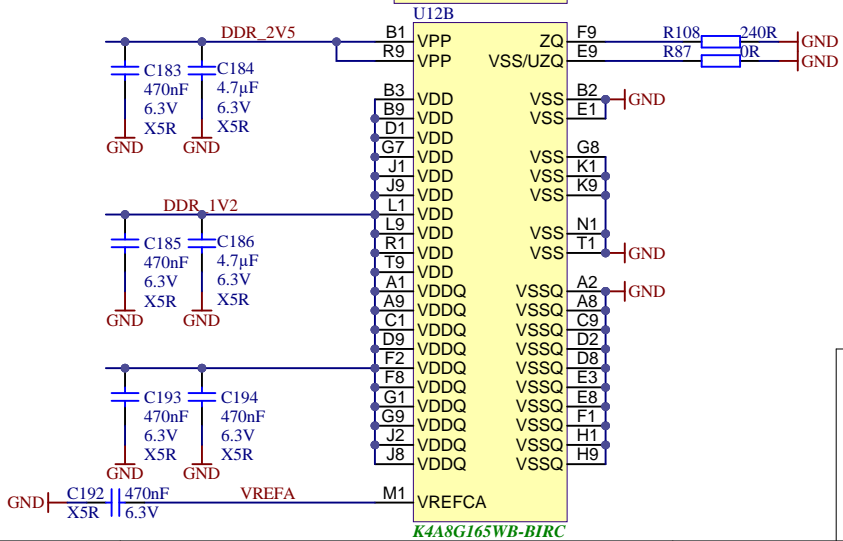 U12B
DDR_2V5 B1 VPP ZQ F9 R108 240R GND
R9 VPP VSS/UZQ E9 R87 0R GND
C183 C184
470nF 4.7µF
6.3V 6.3V
X5R X5R
GND GND
B3 VDD VSS B2 GND
B9 VDD VSS E1
D1 VDD
G7 VDD VSS G8
J1 VDD VSS K1
J9 VDD VSS K9
DDR_1V2 L1 VDD
L9 VDD VSS N1
R1 VDD VSS T1 GND
T9 VDD
C185 C186
470nF 4.7µF
6.3V 6.3V
X5R X5R
GND GND
A1 VDDQ VSSQ A2 GND
A9 VDDQ VSSQ A8
C1 VDDQ VSSQ C9
D9 VDDQ VSSQ D2
F2 VDDQ VSSQ D8
F8 VDDQ VSSQ E3
G1 VDDQ VSSQ E8
G9 VDDQ VSSQ F1
J2 VDDQ VSSQ H1
J8 VDDQ VSSQ H9
C193 C194
470nF 470nF
6.3V 6.3V
X5R X5R
GND GND
GND C192 470nF VREFA M1 VREFCA
X5R 6.3V
K4A8G165WB-BIRC